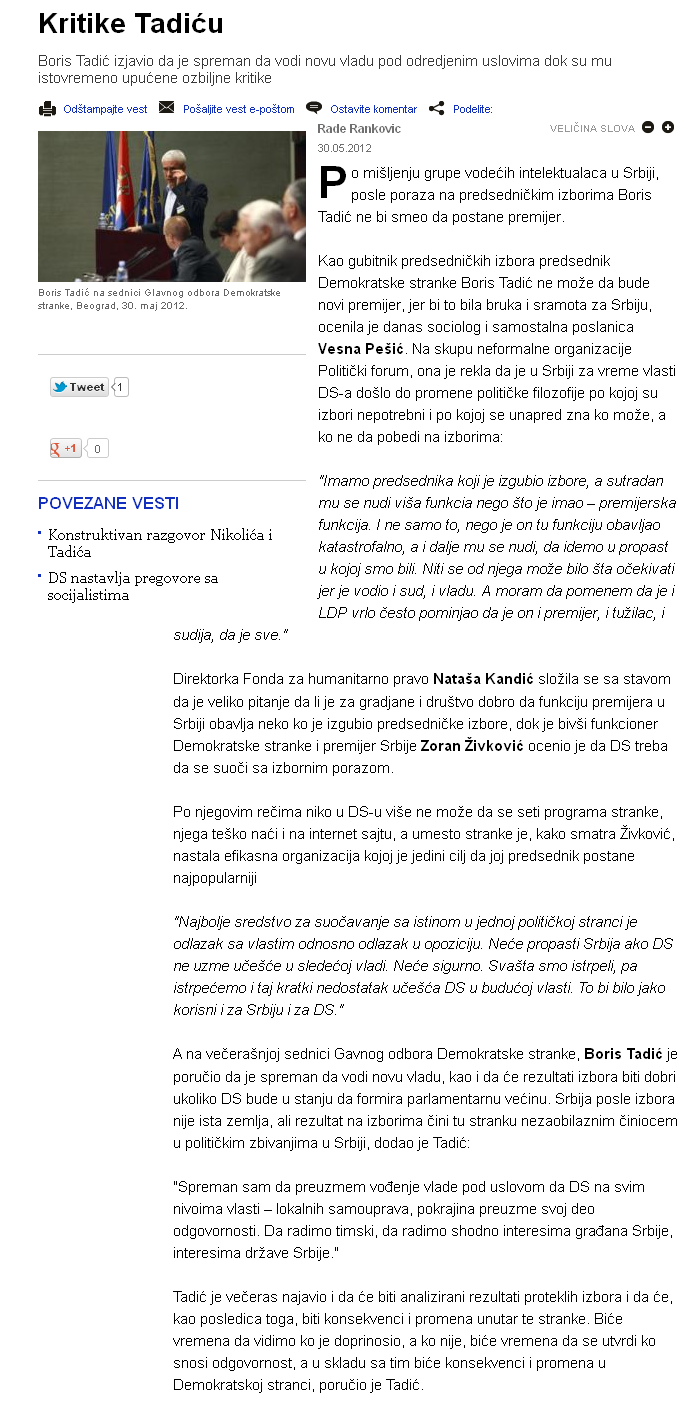 Kritike Tadiću
Boris Tadić izjavio da je spreman da vodi novu vladu pod odredjenim uslovima dok su mu
istovremeno upućene ozbiljne kritike
Odštampajte vest Pošaljite vest e-poštom Ostavite komentar Podelite:
Boris Tadić na sednici Glavnog odbora Demokratske
stranke, Beograd, 30. maj 2012.
Tweet 1
g +1 0
POVEZANE VESTI
Konstruktivan razgovor Nikolića i
Tadića
DS nastavlja pregovore sa
socijalistima
Rade Rankovic VELIČINA SLOVA
30.05.2012
Po mišljenju grupe vodećih intelektualaca u Srbiji,
posle poraza na predsedničkim izborima Boris
Tadić ne bi smeo da postane premijer.
Kao gubitnik predsedničkih izbora predsednik
Demokratske stranke Boris Tadić ne može da bude
novi premijer, jer bi to bila bruka i sramota za Srbiju,
ocenila je danas sociolog i samostalna poslanica
Vesna Pešić. Na skupu neformalne organizacije
Politički forum, ona je rekla da je u Srbiji za vreme vlasti
DS-a došlo do promene političke filozofije po kojoj su
izbori nepotrebni i po kojoj se unapred zna ko može, a
ko ne da pobedi na izborima:
"Imamo predsednika koji je izgubio izbore, a sutradan
mu se nudi viša funkcia nego što je imao – premijerska
funkcija. I ne samo to, nego je on tu funkciju obavljao
katastrofalno, a i dalje mu se nudi, da idemo u propast
u kojoj smo bili. Niti se od njega može bilo šta očekivati
jer je vodio i sud, i vladu. A moram da pomenem da je i
LDP vrlo često pominjao da je on i premijer, i tužilac, i
sudija, da je sve."
Direktorka Fonda za humanitarno pravo Nataša Kandić složila se sa stavom
da je veliko pitanje da li je za gradjane i društvo dobro da funkciju premijera u
Srbiji obavlja neko ko je izgubio predsedničke izbore, dok je bivši funkcioner
Demokratske stranke i premijer Srbije Zoran Živković ocenio je da DS treba
da se suoči sa izbornim porazom.
Po njegovim rečima niko u DS-u više ne može da se seti programa stranke,
njega teško naći i na internet sajtu, a umesto stranke je, kako smatra Živković,
nastala efikasna organizacija kojoj je jedini cilj da joj predsednik postane
najpopularniji
"Najbolje sredstvo za suočavanje sa istinom u jednoj političkoj stranci je
odlazak sa vlastim odnosno odlazak u opoziciju. Neće propasti Srbija ako DS
ne uzme učešće u sledećoj vladi. Neće sigurno. Svašta smo istrpeli, pa
istrpećemo i taj kratki nedostatak učešća DS u budućoj vlasti. To bi bilo jako
korisni i za Srbiju i za DS."
A na večerašnjoj sednici Gavnog odbora Demokratske stranke, Boris Tadić je
poručio da je spreman da vodi novu vladu, kao i da će rezultati izbora biti dobri
ukoliko DS bude u stanju da formira parlamentarnu većinu. Srbija posle izbora
nije ista zemlja, ali rezultat na izborima čini tu stranku nezaobilaznim činiocem
u političkim zbivanjima u Srbiji, dodao je Tadić:
"Spreman sam da preuzmem vođenje vlade pod uslovom da DS na svim
nivoima vlasti – lokalnih samouprava, pokrajina preuzme svoj deo
odgovornosti. Da radimo timski, da radimo shodno interesima građana Srbije,
interesima države Srbije."
Tadić je večeras najavio i da će biti analizirani rezultati proteklih izbora i da će,
kao posledica toga, biti konsekvenci i promena unutar te stranke. Biće
vremena da vidimo ko je doprinosio, a ko nije, biće vremena da se utvrdi ko
snosi odgovornost, a u skladu sa tim biće konsekvenci i promena u
Demokratskoj stranci, poručio je Tadić.